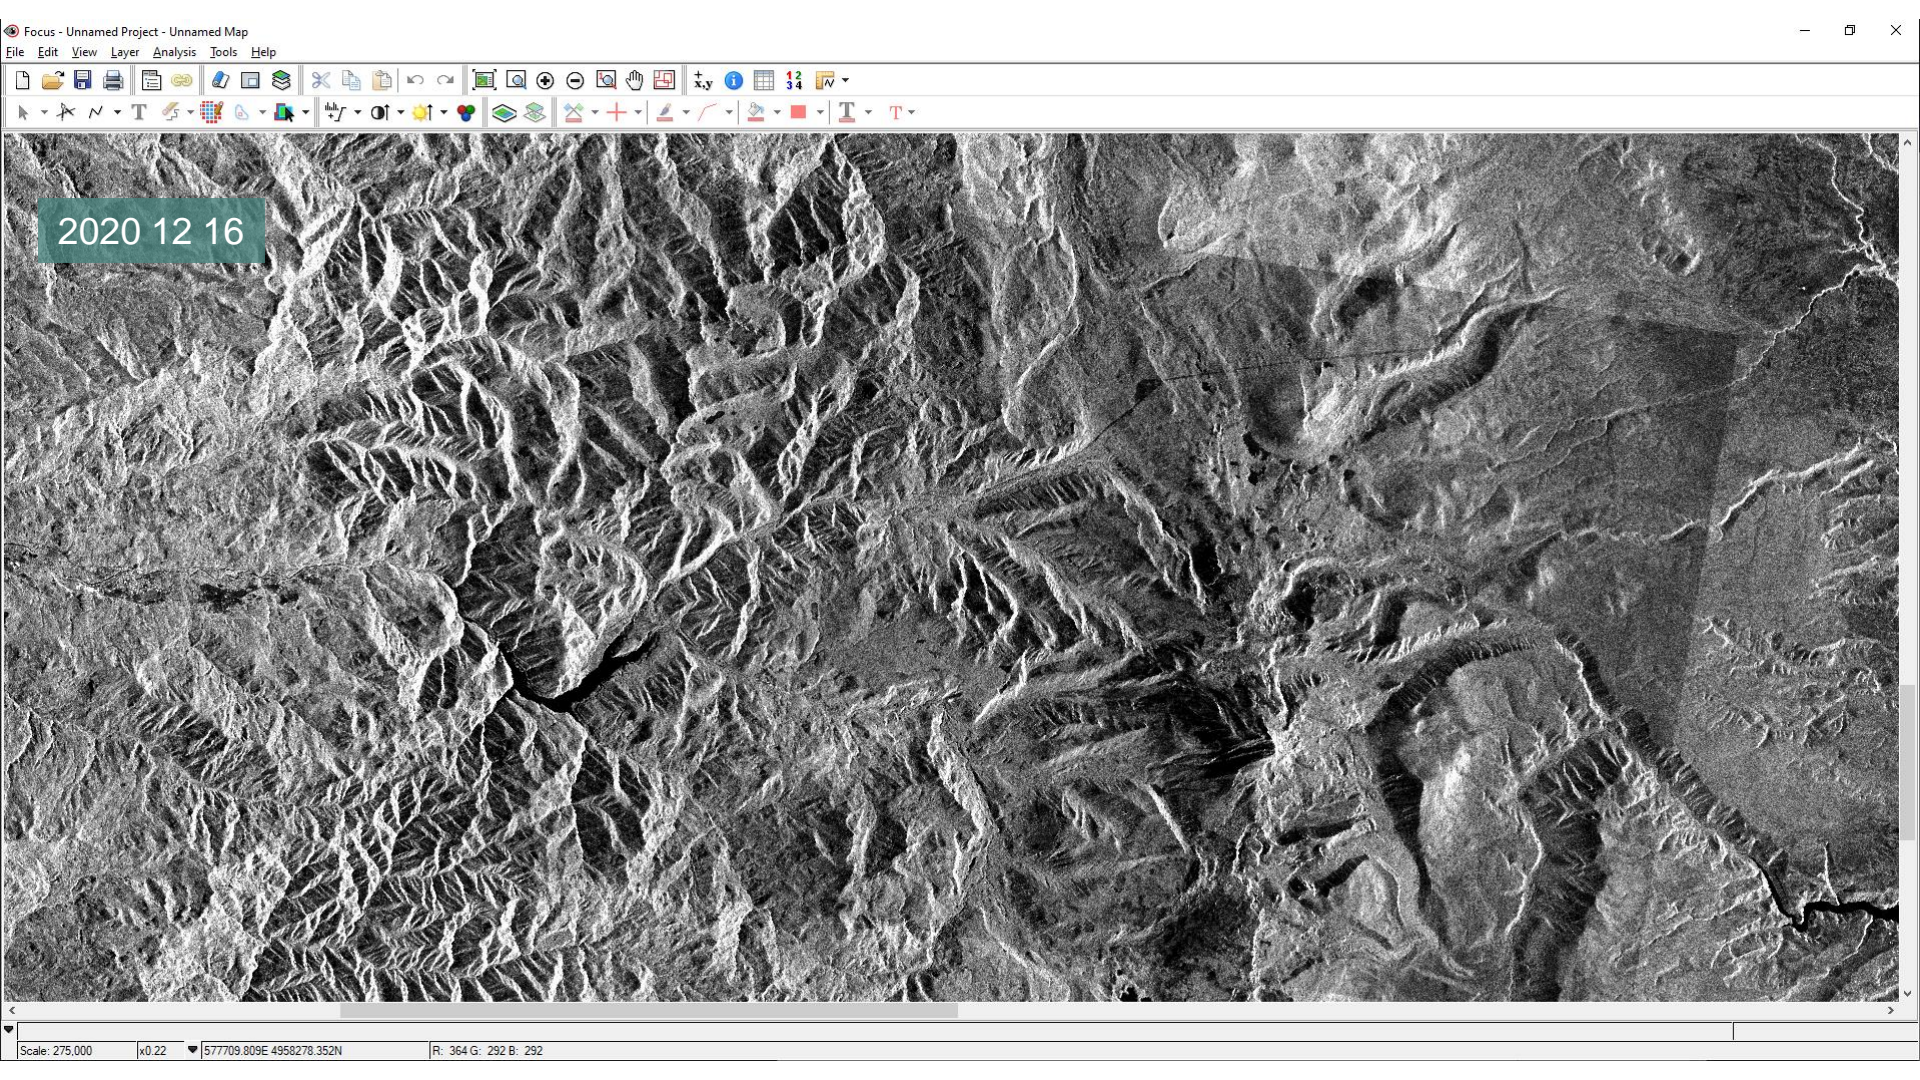 Focus - Unnamed Project - Unnamed Map
File Edit View Layer Analysis Tools Help
+x,y i 1 2 3 4
T T T
2020 12 16
Scale: 275,000 x0.22 577709.809E 4958278.352N R: 364 G: 292 B: 292